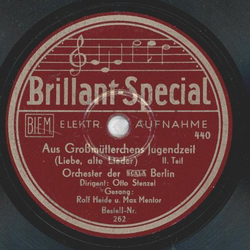 Brillant-Special
BIEM ELEKTR. AUFNAHME
440
Aus Großmütterchens Jugendzeit
(Liebe, alte Lieder) II. Teil
Orchester der SCALA Berlin
Dirigent: Otto Stenzel
Gesang:
Rolf Heide u. Max Mentor
Bestell-Nr.
262